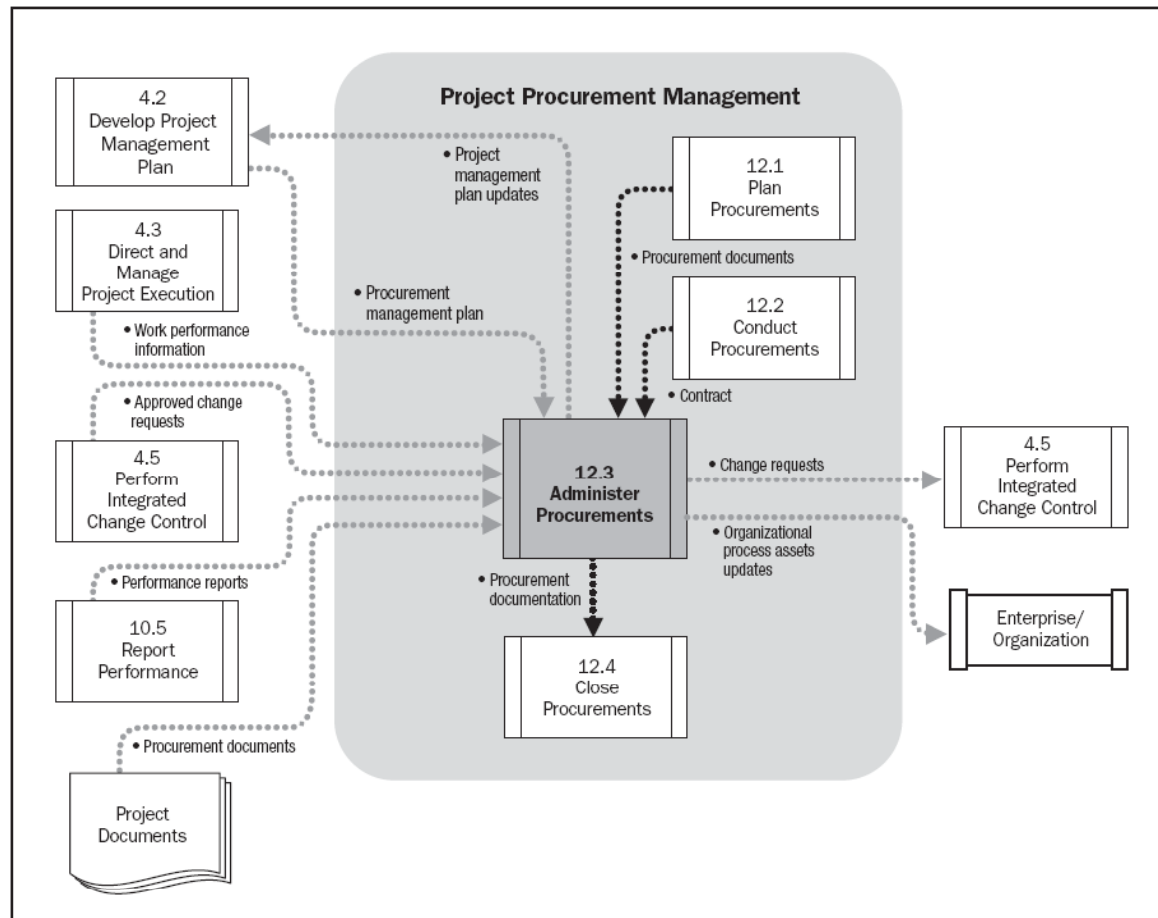 Project Procurement Management
4.2
Develop Project
Management
Plan
• Project
management
plan updates
12.1
Plan
Procurements
4.3
Direct and
Manage
Project Execution
• Procurement documents
• Procurement
management plan
12.2
Conduct
Procurements
• Work performance
information
• Contract
• Approved change
requests
4.5
Perform
Integrated
Change Control
12.3
Administer
Procurements
• Change requests
4.5
Perform
Integrated
Change Control
• Organizational
process assets
updates
• Performance reports
• Procurement
documentation
10.5
Report
Performance
12.4
Close
Procurements
Enterprise/
Organization
• Procurement documents
Project
Documents